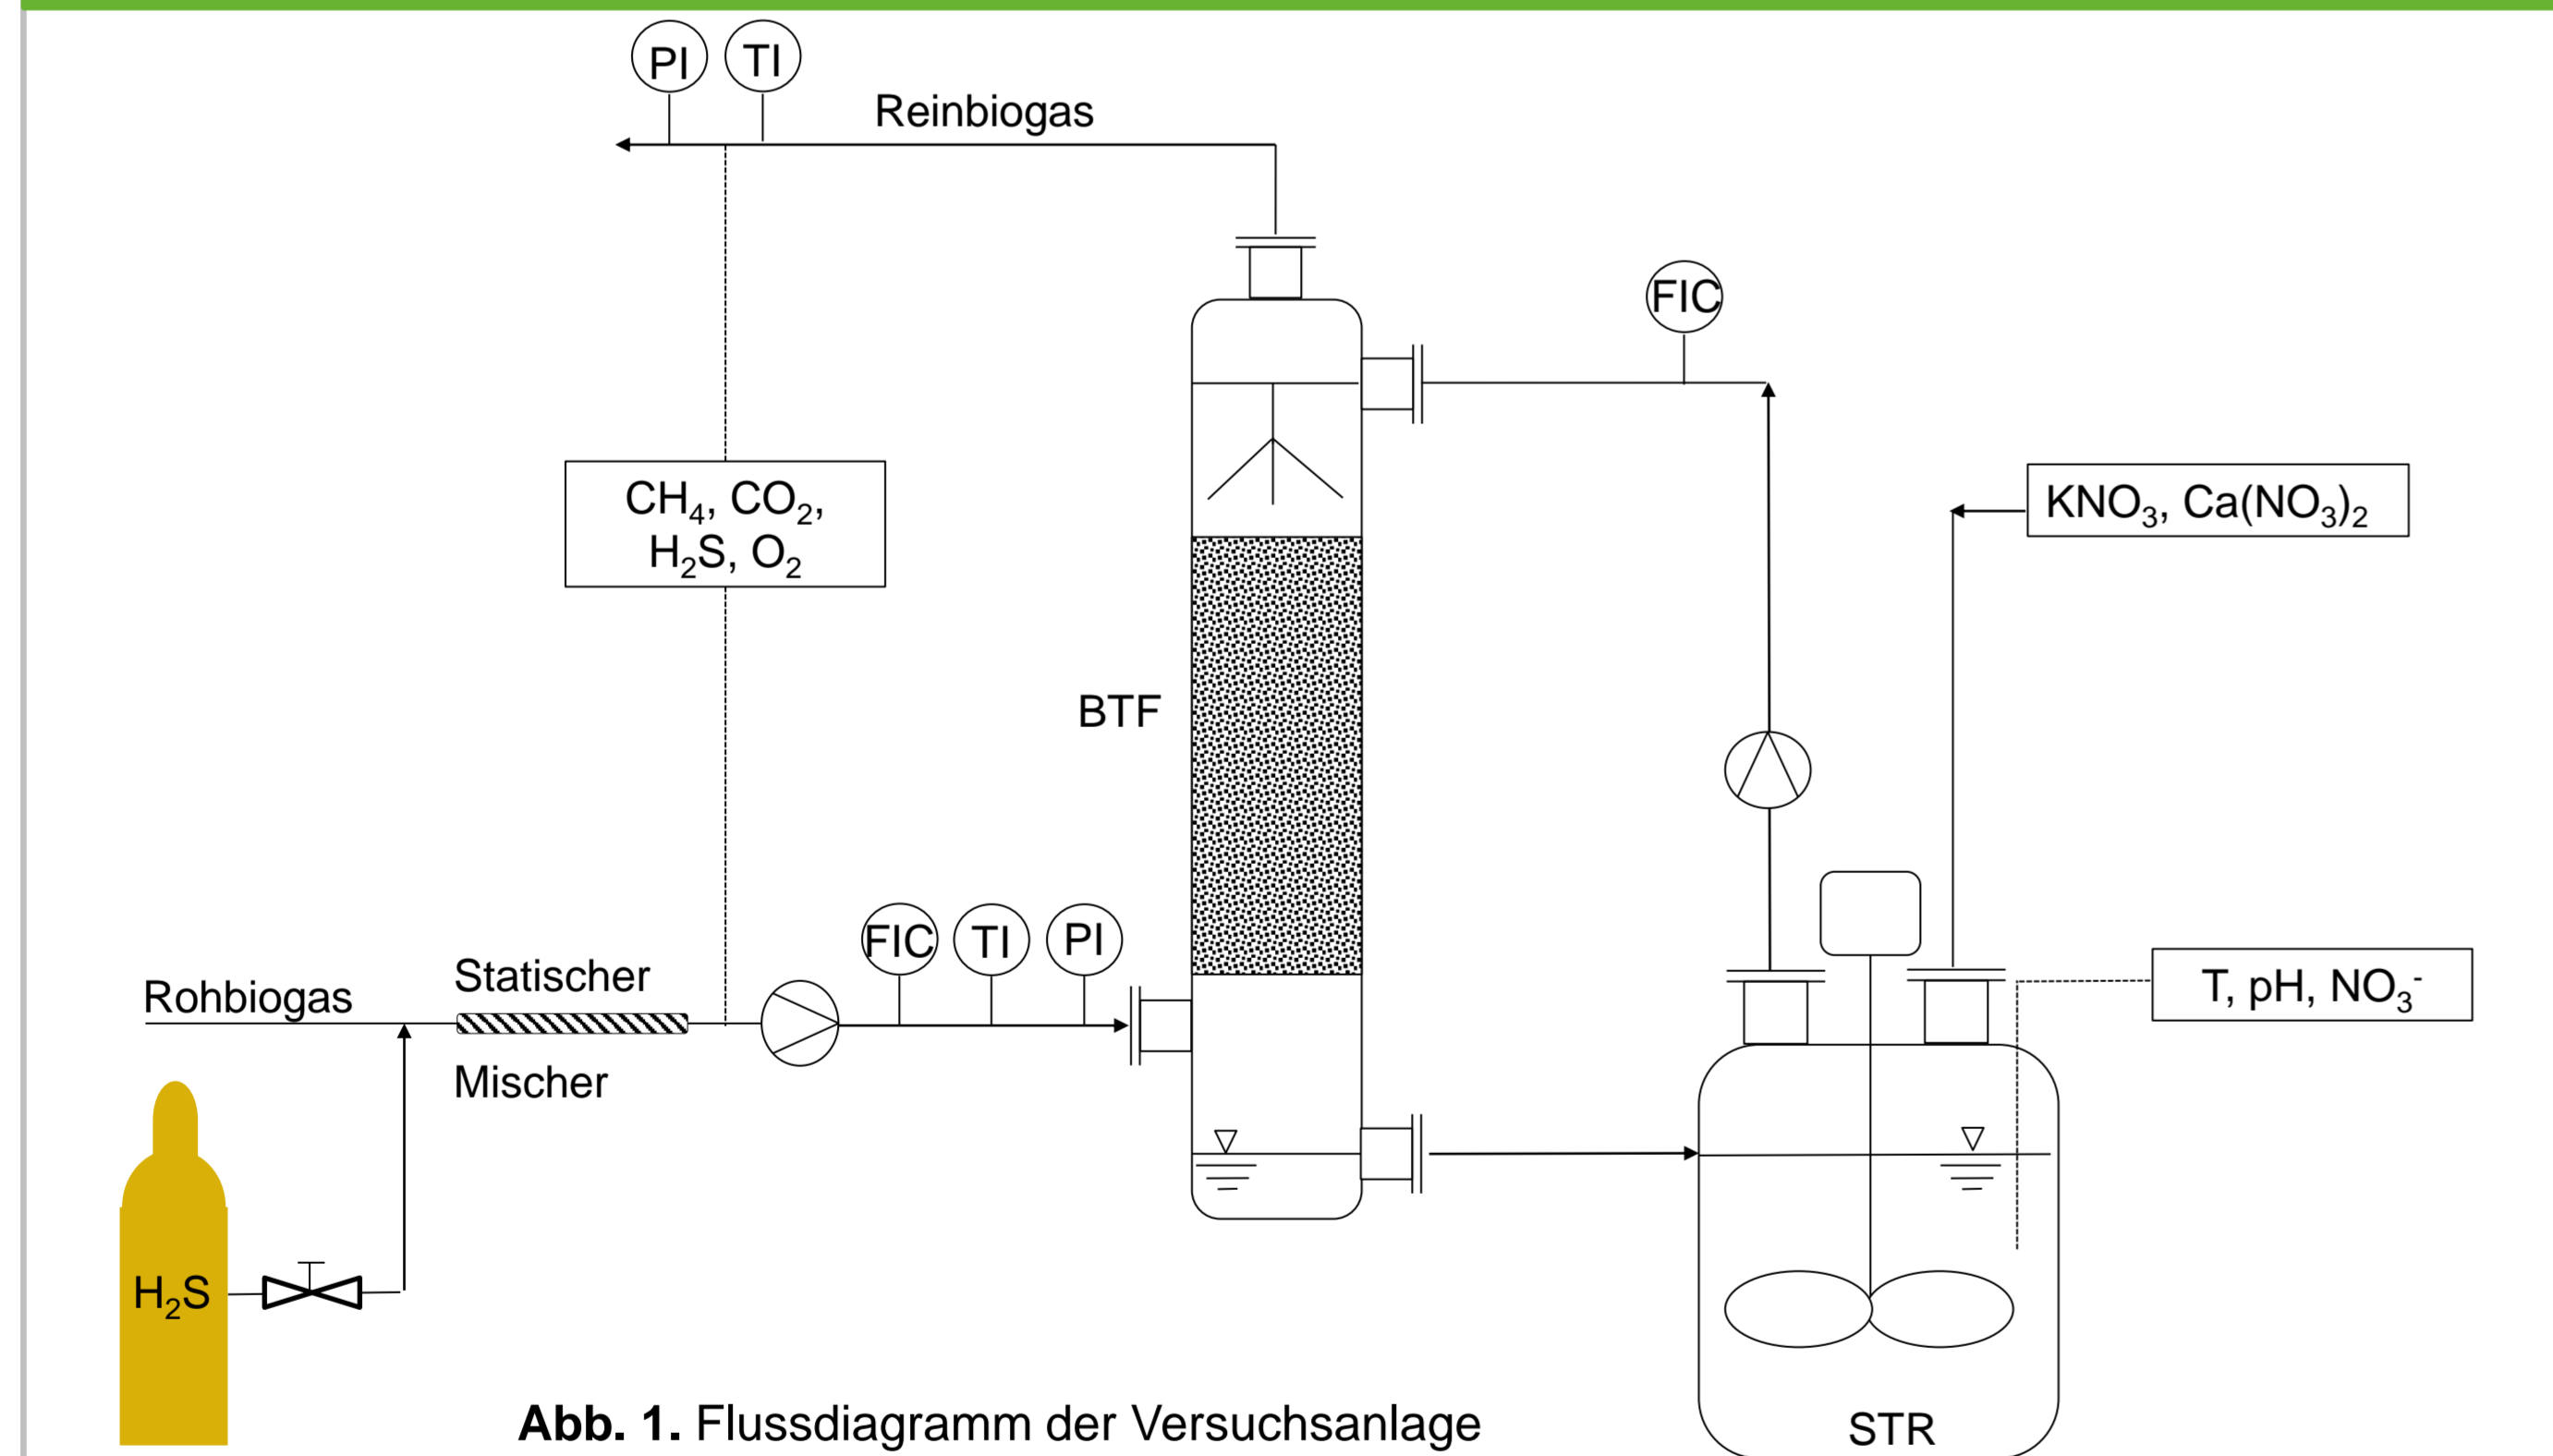 PI
TI
Reinbiogas
FIC
CH₄, CO₂,
H₂S, O₂
KNO₃, Ca(NO₃)₂
BTF
FIC
TI
PI
Statischer
Rohbiogas
T, pH, NO₃⁻
Mischer
H₂S
Abb. 1. Flussdiagramm der Versuchsanlage
STR